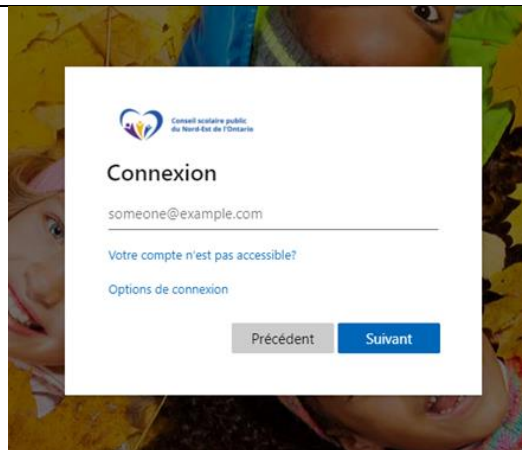 Conseil scolaire public
du Nord-Est de l'Ontario
Connexion
someone@example.com
Votre compte n'est pas accessible?
Options de connexion
Précédent Suivant